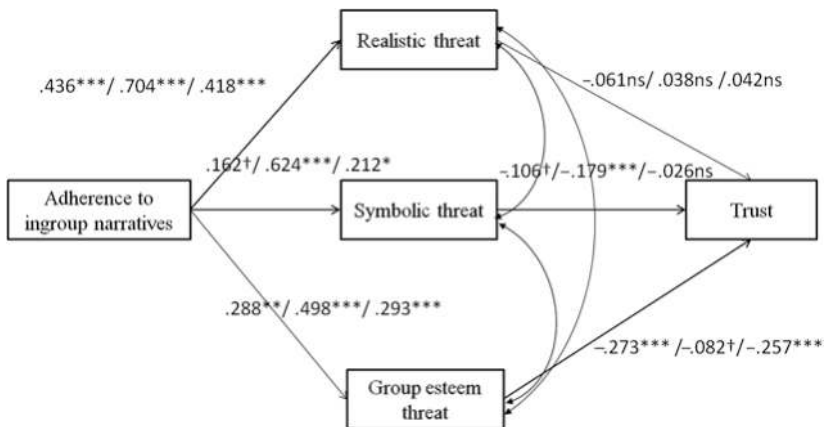 Realistic threat
.436***/ .704***/ .418***
−.061ns/ .038ns /.042ns
.162†/ .624***/ .212*
−.106†/−.179***/−.026ns
Adherence to
ingroup narratives
Symbolic threat
Trust
.288**/ .498***/ .293***
−.273*** /−.082†/−.257***
Group esteem
threat